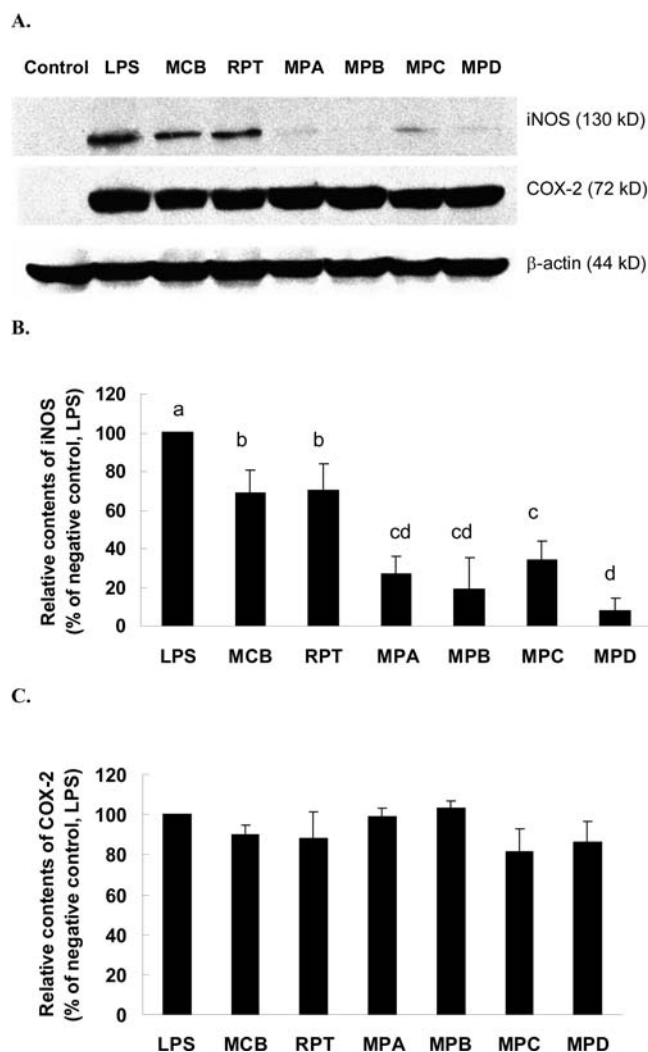 A.
Control LPS MCB RPT MPA MPB MPC MPD
iNOS (130 kD)
COX-2 (72 kD)
β-actin (44 kD)
B.
Relative contents of iNOS
(% of negative control, LPS)
120
100
80
60
40
20
0
a
b
b
cd
cd
c
d
LPS MCB RPT MPA MPB MPC MPD
C.
Relative contents of COX-2
(% of negative control, LPS)
120
100
80
60
40
20
0
LPS MCB RPT MPA MPB MPC MPD